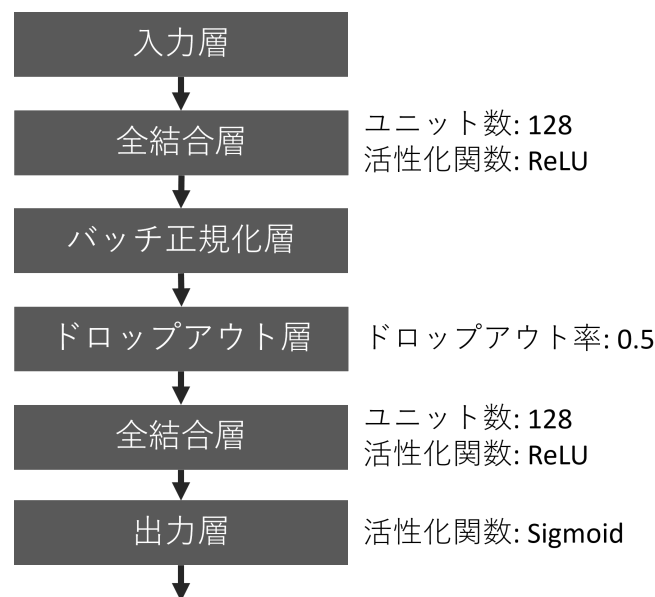 入力層
全結合層
ユニット数: 128
活性化関数: ReLU
バッチ正規化層
ドロップアウト層
ドロップアウト率: 0.5
全結合層
ユニット数: 128
活性化関数: ReLU
出力層
活性化関数: Sigmoid